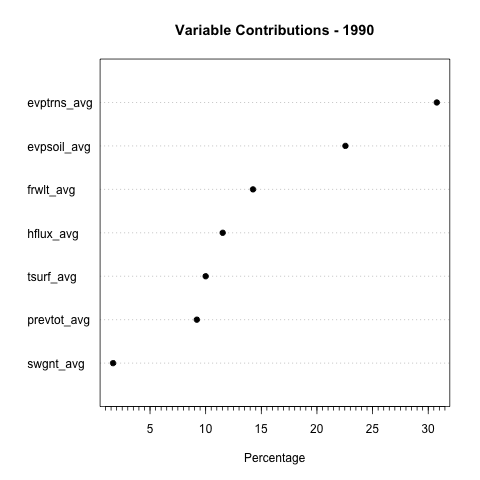 Variable Contributions - 1990
evptrns_avg
evpsoil_avg
frwlt_avg
hflux_avg
tsurf_avg
prevtot_avg
swgnt_avg
5 10 15 20 25 30
Percentage